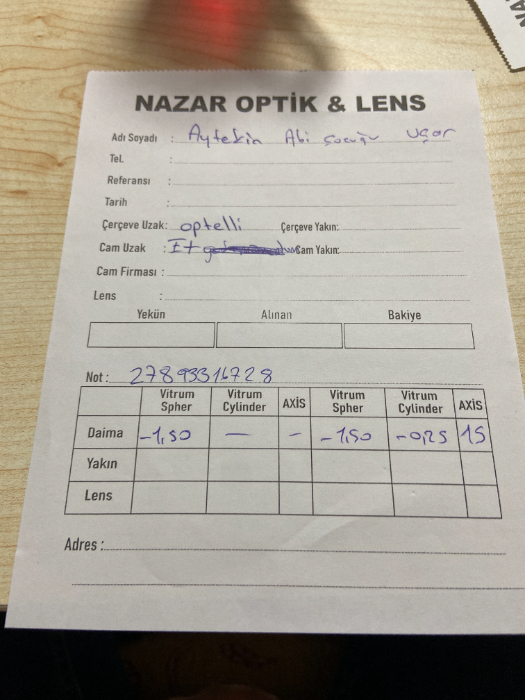 NAZAR OPTİK & LENS
Adı Soyadı : Aytekin Abi çocuğu uğur
Tel. :
Referansı :
Tarih :
Çerçeve Uzak: optelli Çerçeve Yakın:
Cam Uzak : It Cam Yakın:
Cam Firması :
Lens :
Yekün Alınan Bakiye
Not : 27893316728
Vitrum Spher Vitrum Cylinder AXİS Vitrum Spher Vitrum Cylinder AXİS
Daima -1,50 — - -1,50 -0,25 15
Yakın
Lens
Adres :